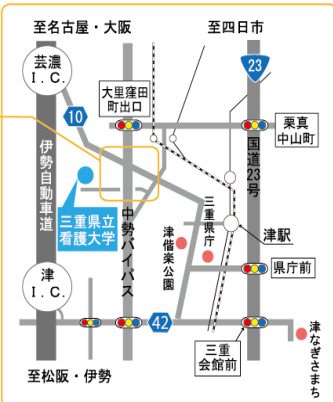 至名古屋・大阪
至四日市
芸濃
I.C.
23
大里窪田
町出口
10
栗真
中山町
伊勢自動車道
国道23号
三重県立
看護大学
中勢バイパス
三重県庁
津偕楽公園
津駅
県庁前
津
I.C.
42
三重
会館前
津なぎさまち
至松阪・伊勢